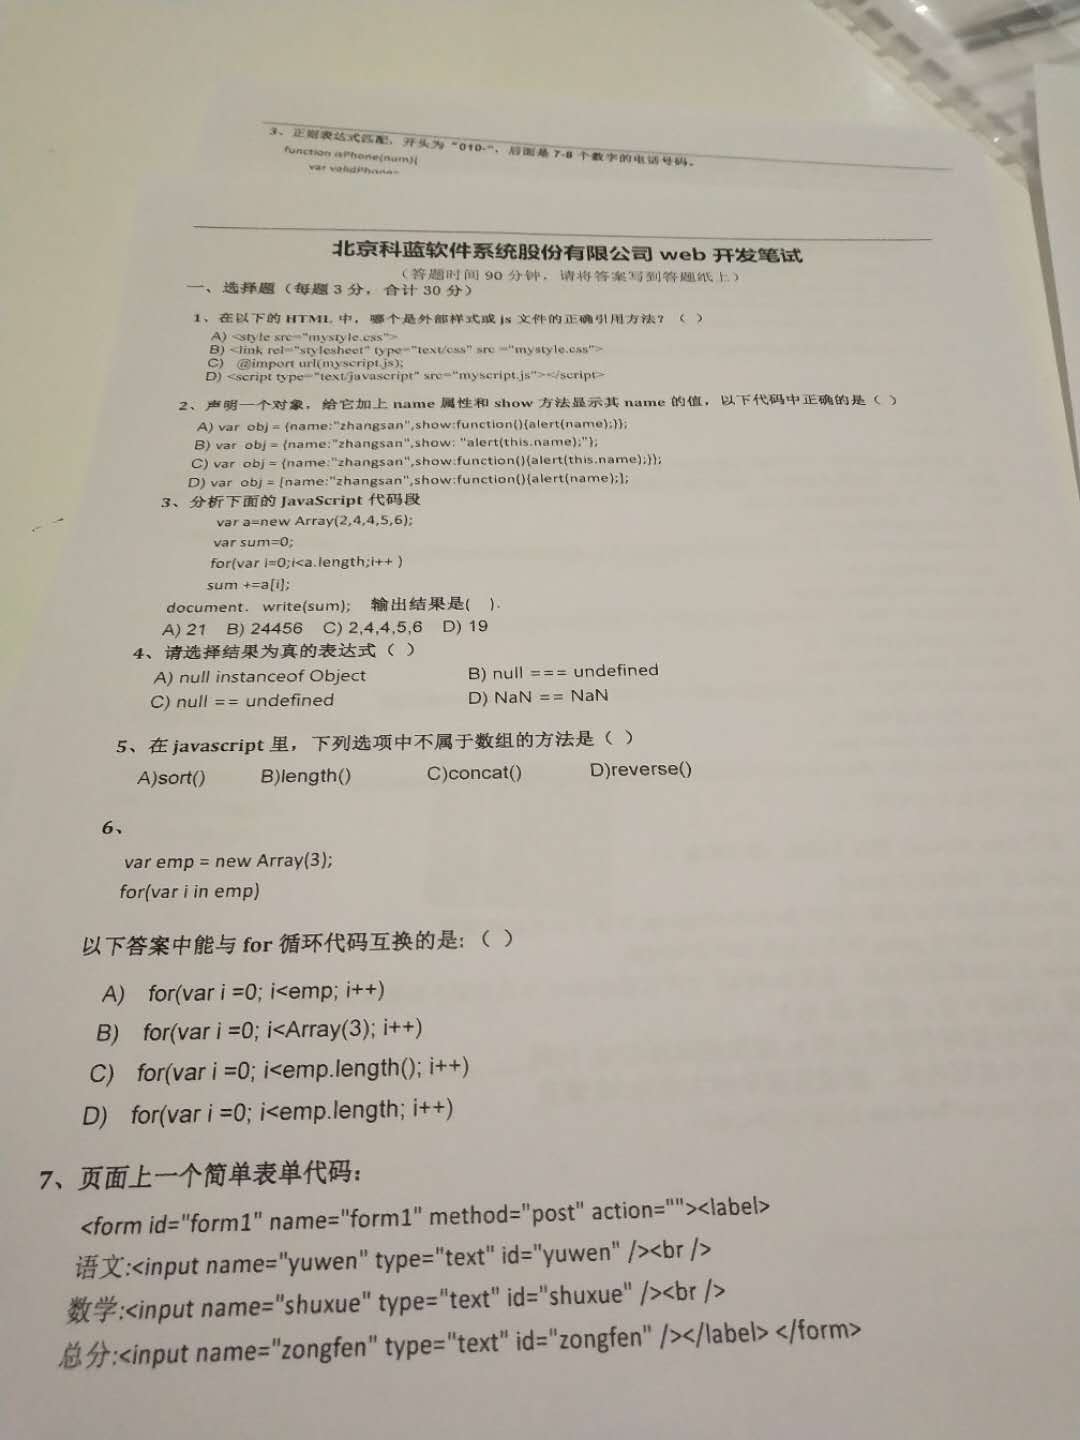 3、正则表达式匹配，开头为“010-”，后面是 7-8 个数字的电话号码。
function isPhone(num){
var validPhone=
北京科蓝软件系统股份有限公司 web 开发笔试
（答题时间 90 分钟，请将答案写到答题纸上）
一、选择题（每题 3 分，合计 30 分）
1、在以下的 HTML 中，哪个是外部样式或 js 文件的正确引用方法？（ ）
A) <style src="mystyle.css">
B) <link rel="stylesheet" type="text/css" src ="mystyle.css">
C) @import url(myscript.js);
D) <script type="text/javascript" src="myscript.js"></script>
2、声明一个对象，给它加上 name 属性和 show 方法显示其 name 的值，以下代码中正确的是（ ）
A) var obj = {name:"zhangsan",show:function(){alert(name);}};
B) var obj = {name:"zhangsan",show: "alert(this.name);"};
C) var obj = {name:"zhangsan",show:function(){alert(this.name);}};
D) var obj = [name:"zhangsan",show:function(){alert(name);];
3、分析下面的 JavaScript 代码段
var a=new Array(2,4,4,5,6);
var sum=0;
for(var i=0;i<a.length;i++ )
sum +=a[i];
document. write(sum); 输出结果是( ).
A) 21 B) 24456 C) 2,4,4,5,6 D) 19
4、请选择结果为真的表达式（ ）
A) null instanceof Object B) null === undefined
C) null == undefined D) NaN == NaN
5、在 javascript 里，下列选项中不属于数组的方法是（ ）
A)sort() B)length() C)concat() D)reverse()
6、
var emp = new Array(3);
for(var i in emp)
以下答案中能与 for 循环代码互换的是:（ ）
A) for(var i =0; i<emp; i++)
B) for(var i =0; i<Array(3); i++)
C) for(var i =0; i<emp.length(); i++)
D) for(var i =0; i<emp.length; i++)
7、页面上一个简单表单代码：
<form id="form1" name="form1" method="post" action=""><label>
语文:<input name="yuwen" type="text" id="yuwen" /><br />
数学:<input name="shuxue" type="text" id="shuxue" /><br />
总分:<input name="zongfen" type="text" id="zongfen" /></label> </form>